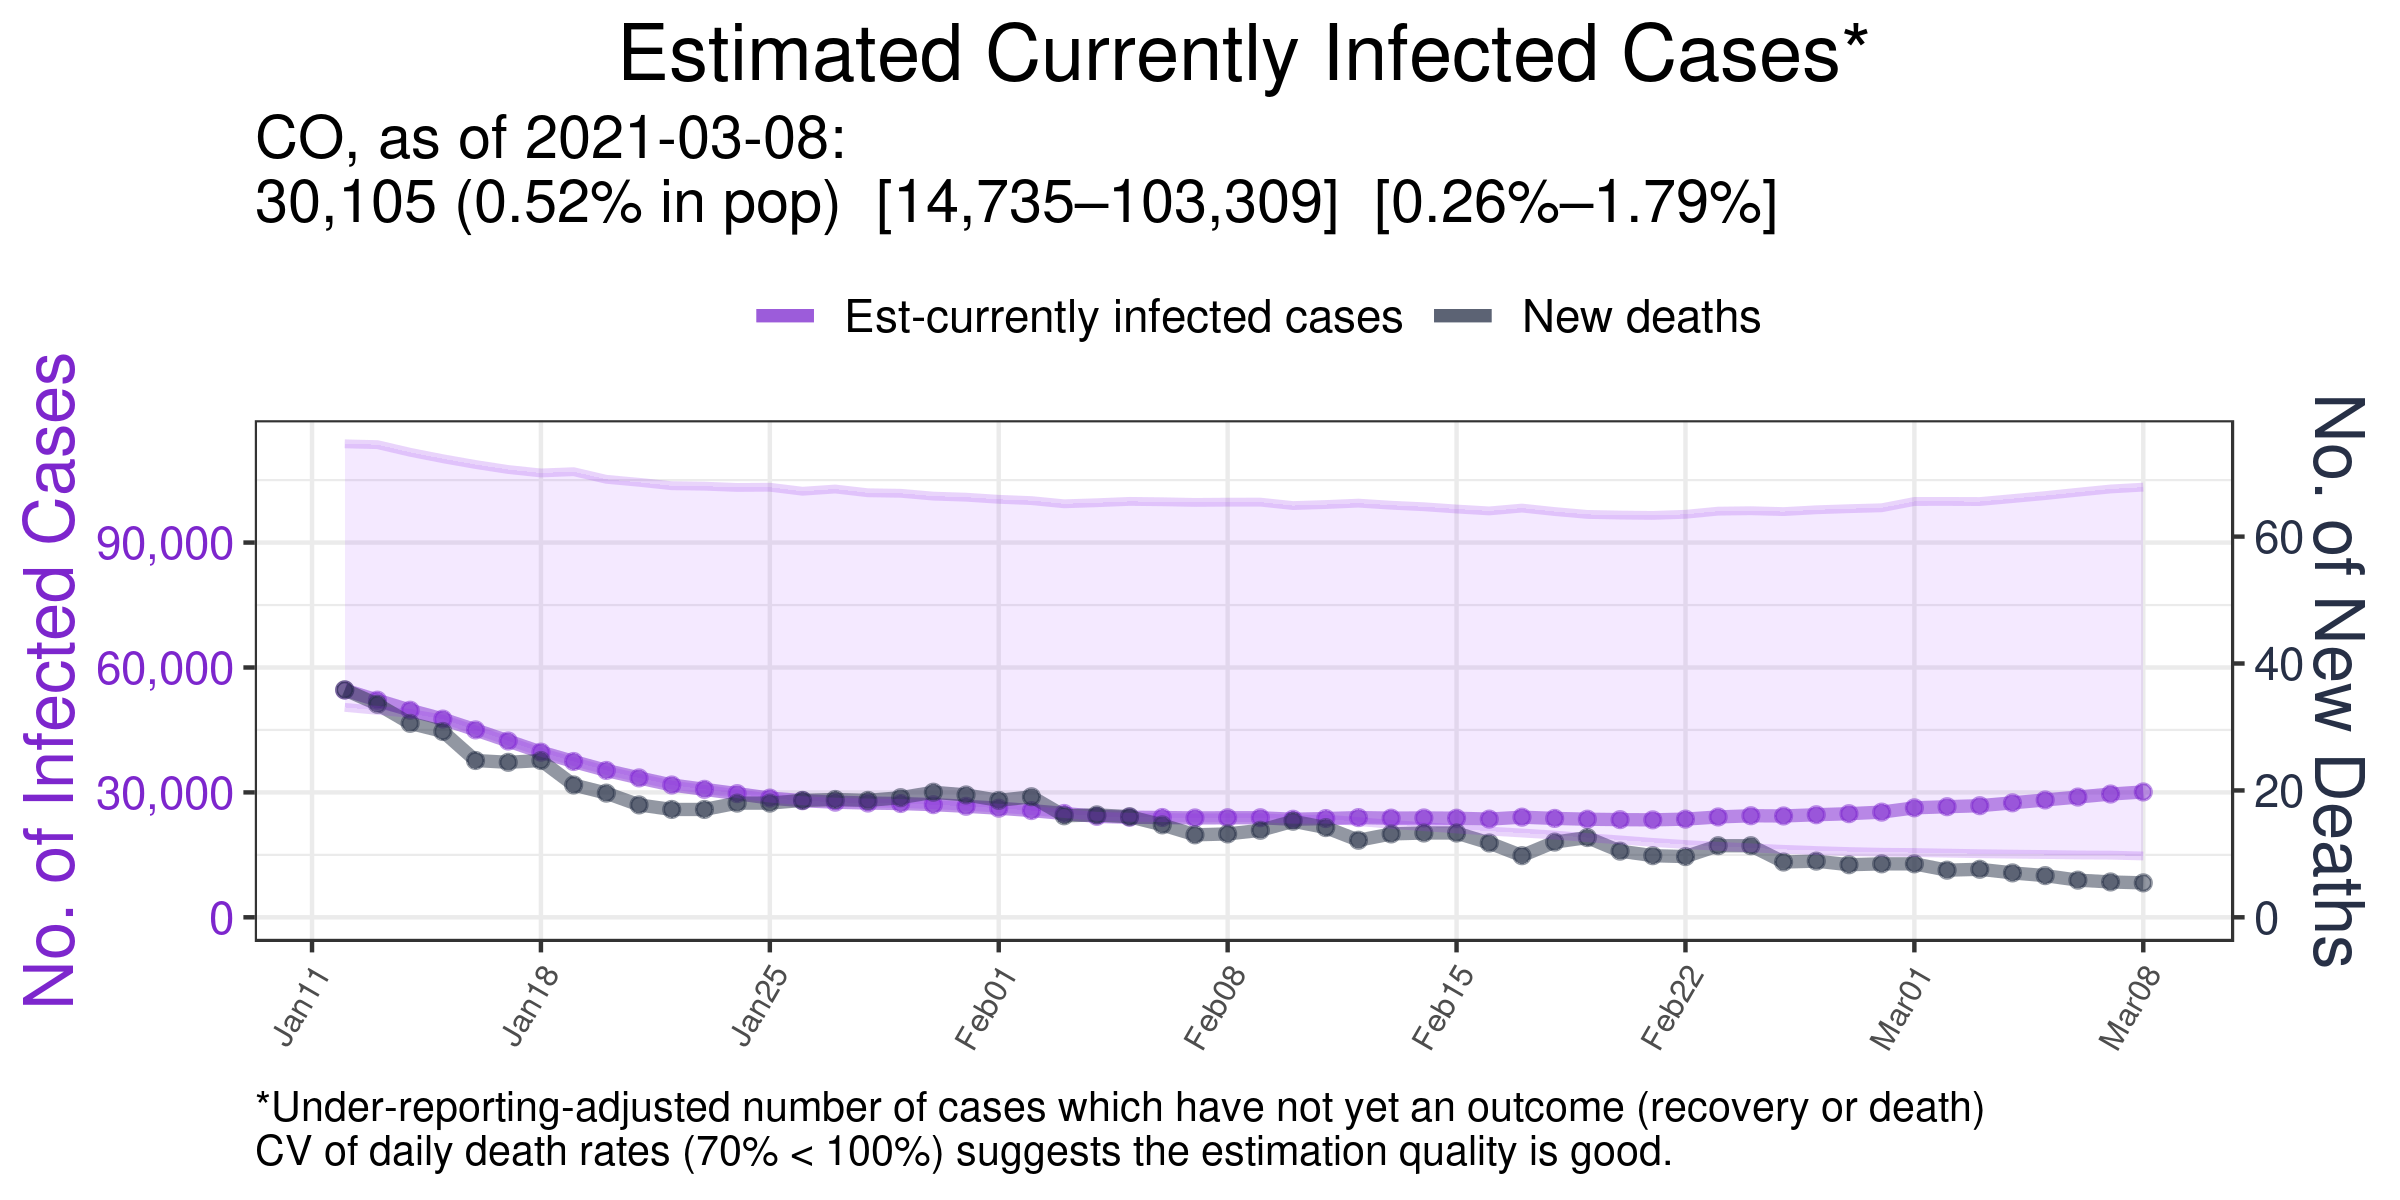 Estimated Currently Infected Cases*
CO, as of 2021-03-08:
30,105 (0.52% in pop)  [14,735–103,309]  [0.26%–1.79%]
Est-currently infected cases
New deaths
No. of Infected Cases
90,000
60,000
30,000
0
60
40
20
0
No. of New Deaths
Jan11
Jan18
Jan25
Feb01
Feb08
Feb15
Feb22
Mar01
Mar08
*Under-reporting-adjusted number of cases which have not yet an outcome (recovery or death)
CV of daily death rates (70% < 100%) suggests the estimation quality is good.